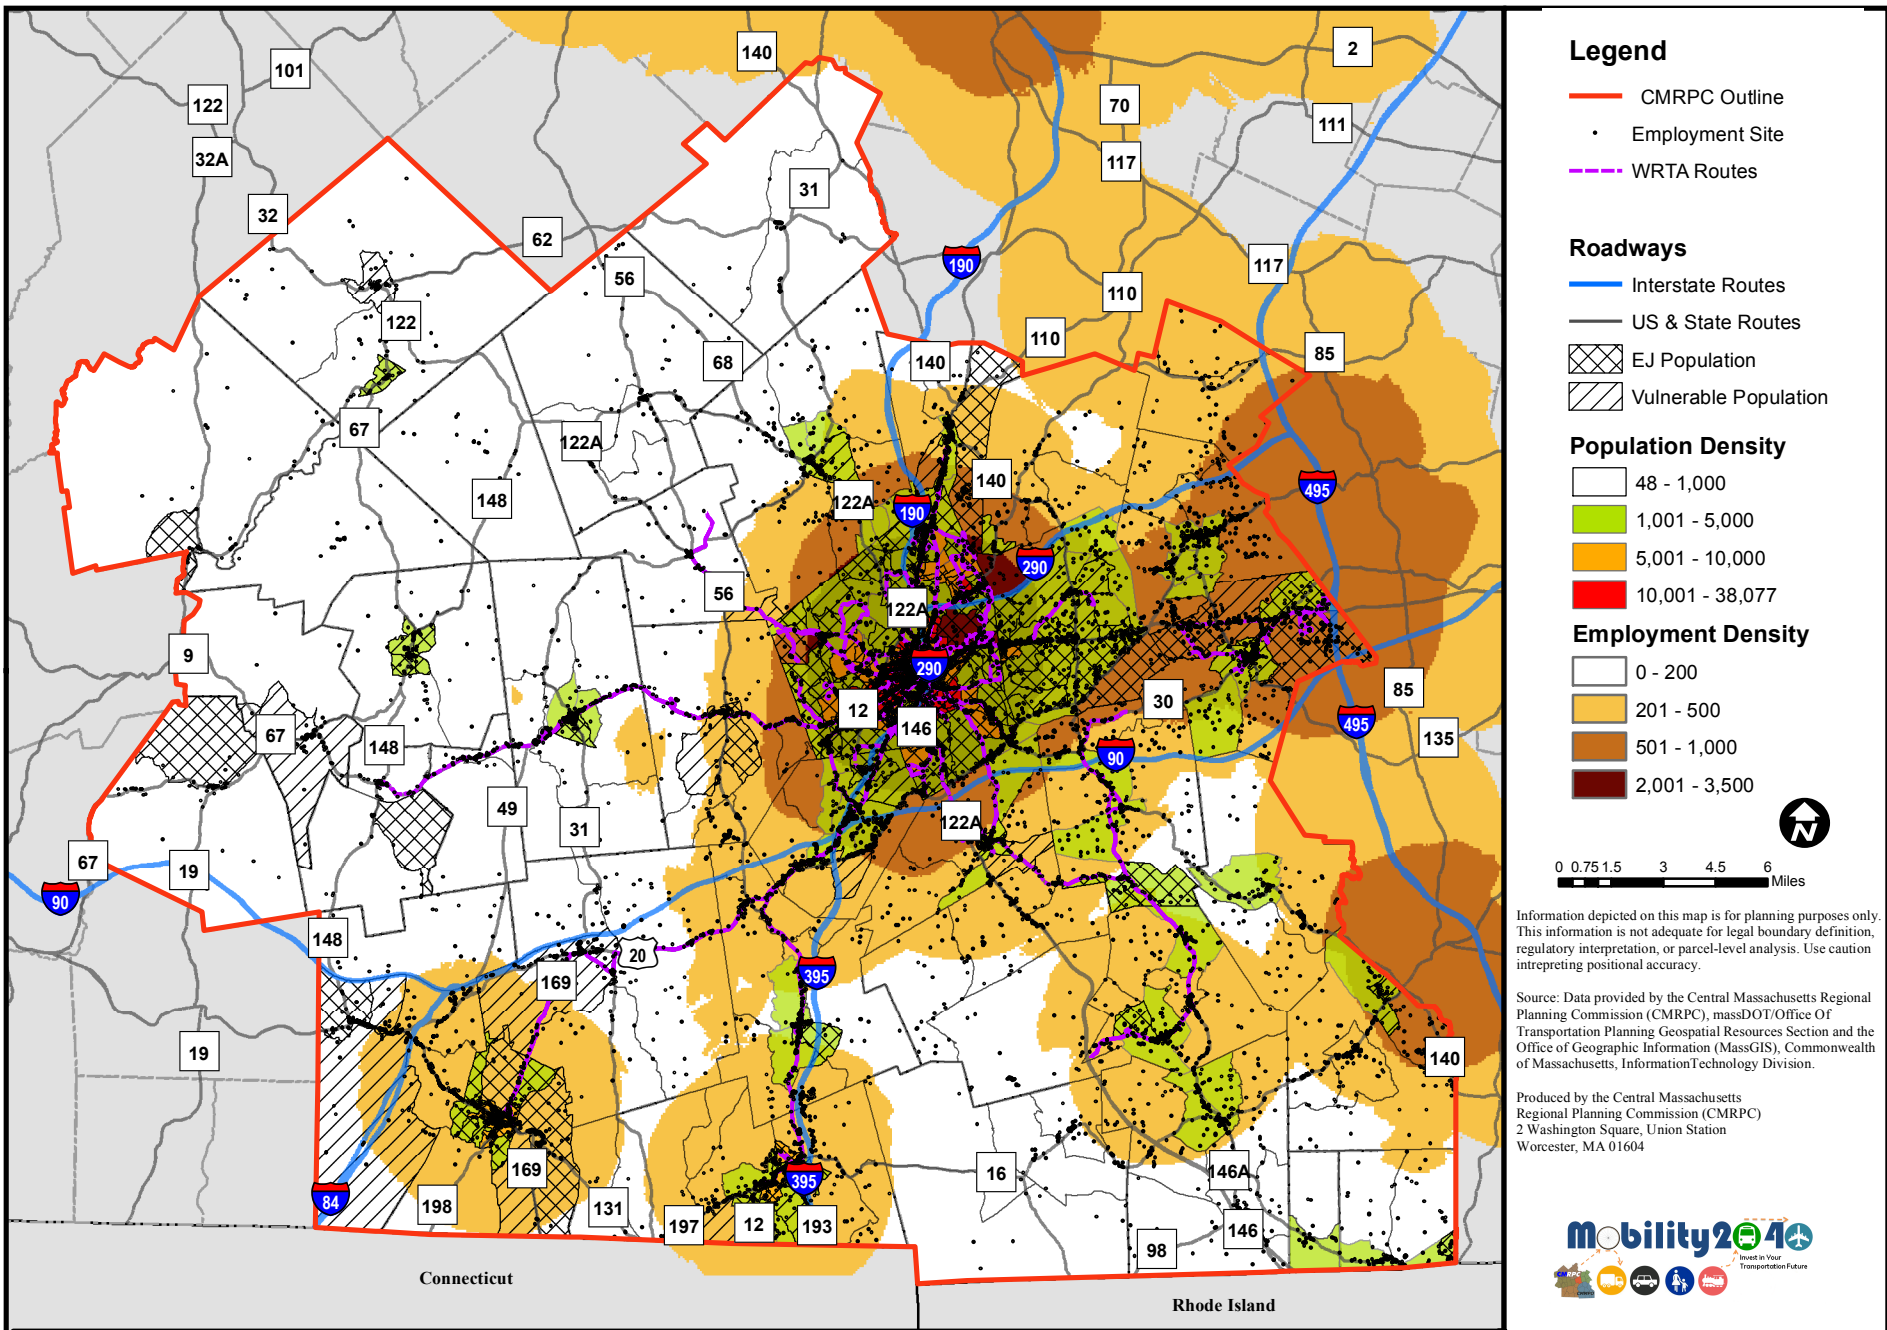 140
2
101
122
70
111
32A
117
31
32
62
190
117
56
110
122
110
85
140
68
67
122A
140
148
122A
495
190
290
56
122A
9
290
85
30
12
67
495
146
135
148
90
49
122A
31
67
19
90
148
20
395
169
19
140
169
16
146A
395
84
198
131
197
12
193
146
98
Connecticut
Rhode Island
Legend
CMRPC Outline
Employment Site
WRTA Routes
Roadways
Interstate Routes
US & State Routes
EJ Population
Vulnerable Population
Population Density
48 - 1,000
1,001 - 5,000
5,001 - 10,000
10,001 - 38,077
Employment Density
0 - 200
201 - 500
501 - 1,000
2,001 - 3,500
N
0 0.75 1.5 3 4.5 6
Miles
Information depicted on this map is for planning purposes only.
This information is not adequate for legal boundary definition,
regulatory interpretation, or parcel-level analysis. Use caution
intrepreting positional accuracy.
Source: Data provided by the Central Massachusetts Regional
Planning Commission (CMRPC), massDOT/Office Of
Transportation Planning Geospatial Resources Section and the
Office of Geographic Information (MassGIS), Commonwealth
of Massachusetts, InformationTechnology Division.
Produced by the Central Massachusetts
Regional Planning Commission (CMRPC)
2 Washington Square, Union Station
Worcester, MA 01604
Mobility2040
Invest in Your
Transportation Future
CMRPC